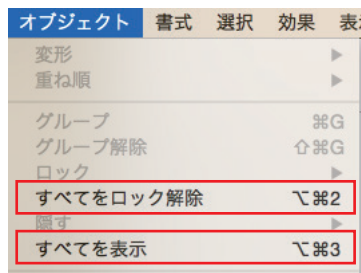 オブジェクト 書式 選択 効果
変形 ▶
重ね順 ▶
グループ ⌘G
グループ解除 ⇧⌘G
ロック ▶
すべてをロック解除 ⌥⌘2
隠す ▶
すべてを表示 ⌥⌘3